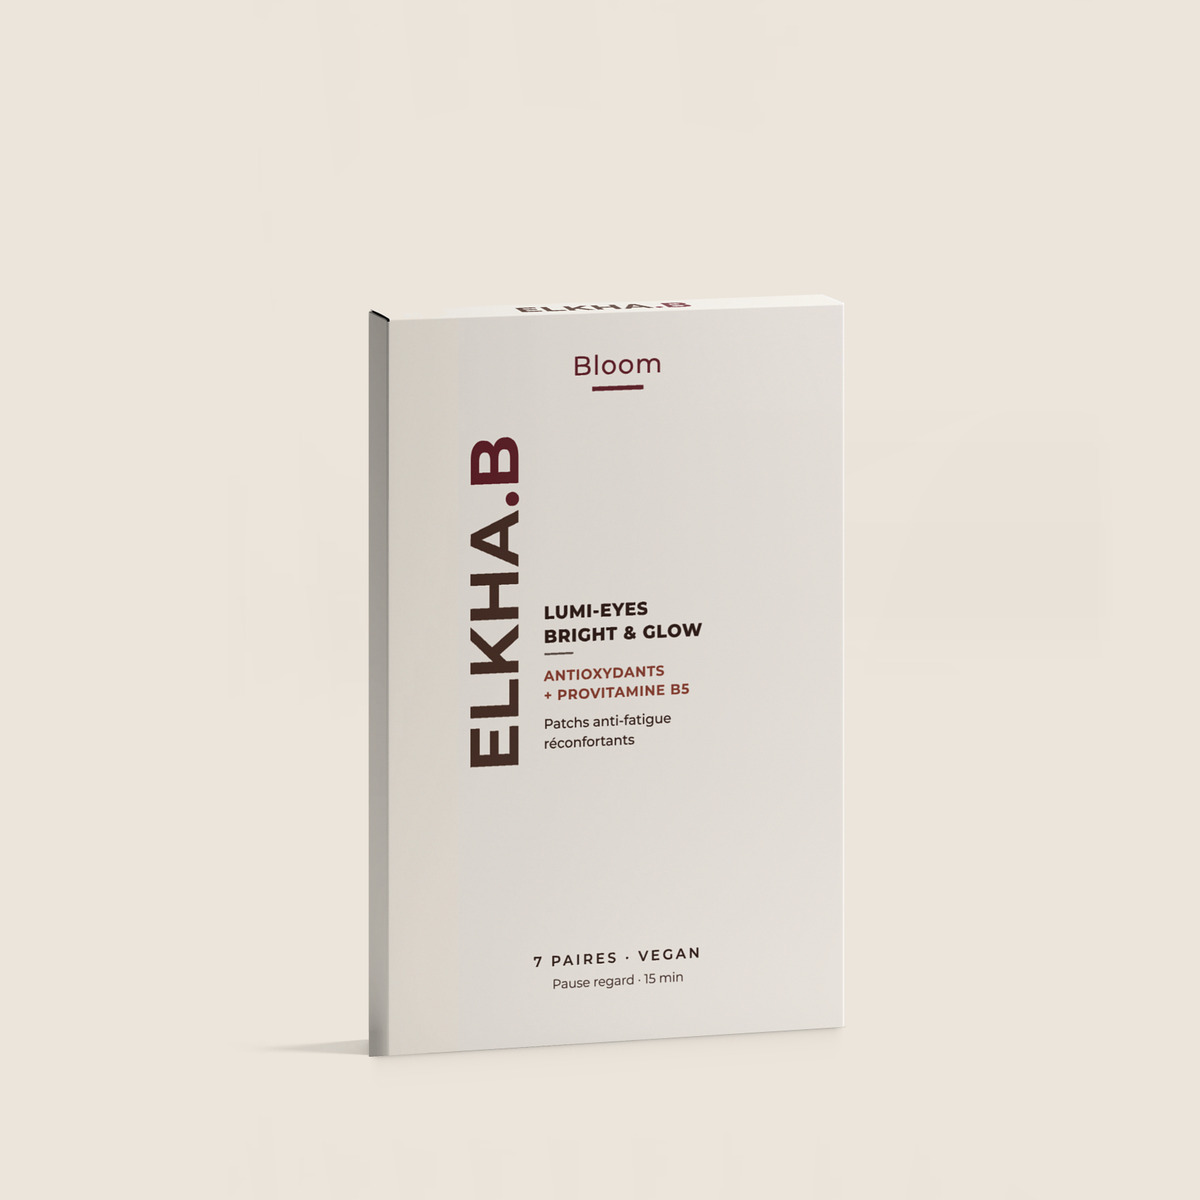 ELKHA.B
Bloom
ELKHA.B
LUMI-EYES
BRIGHT & GLOW
ANTIOXYDANTS
+ PROVITAMINE B5
Patchs anti-fatigue
réconfortants
7 PAIRES · VEGAN
Pause regard · 15 min